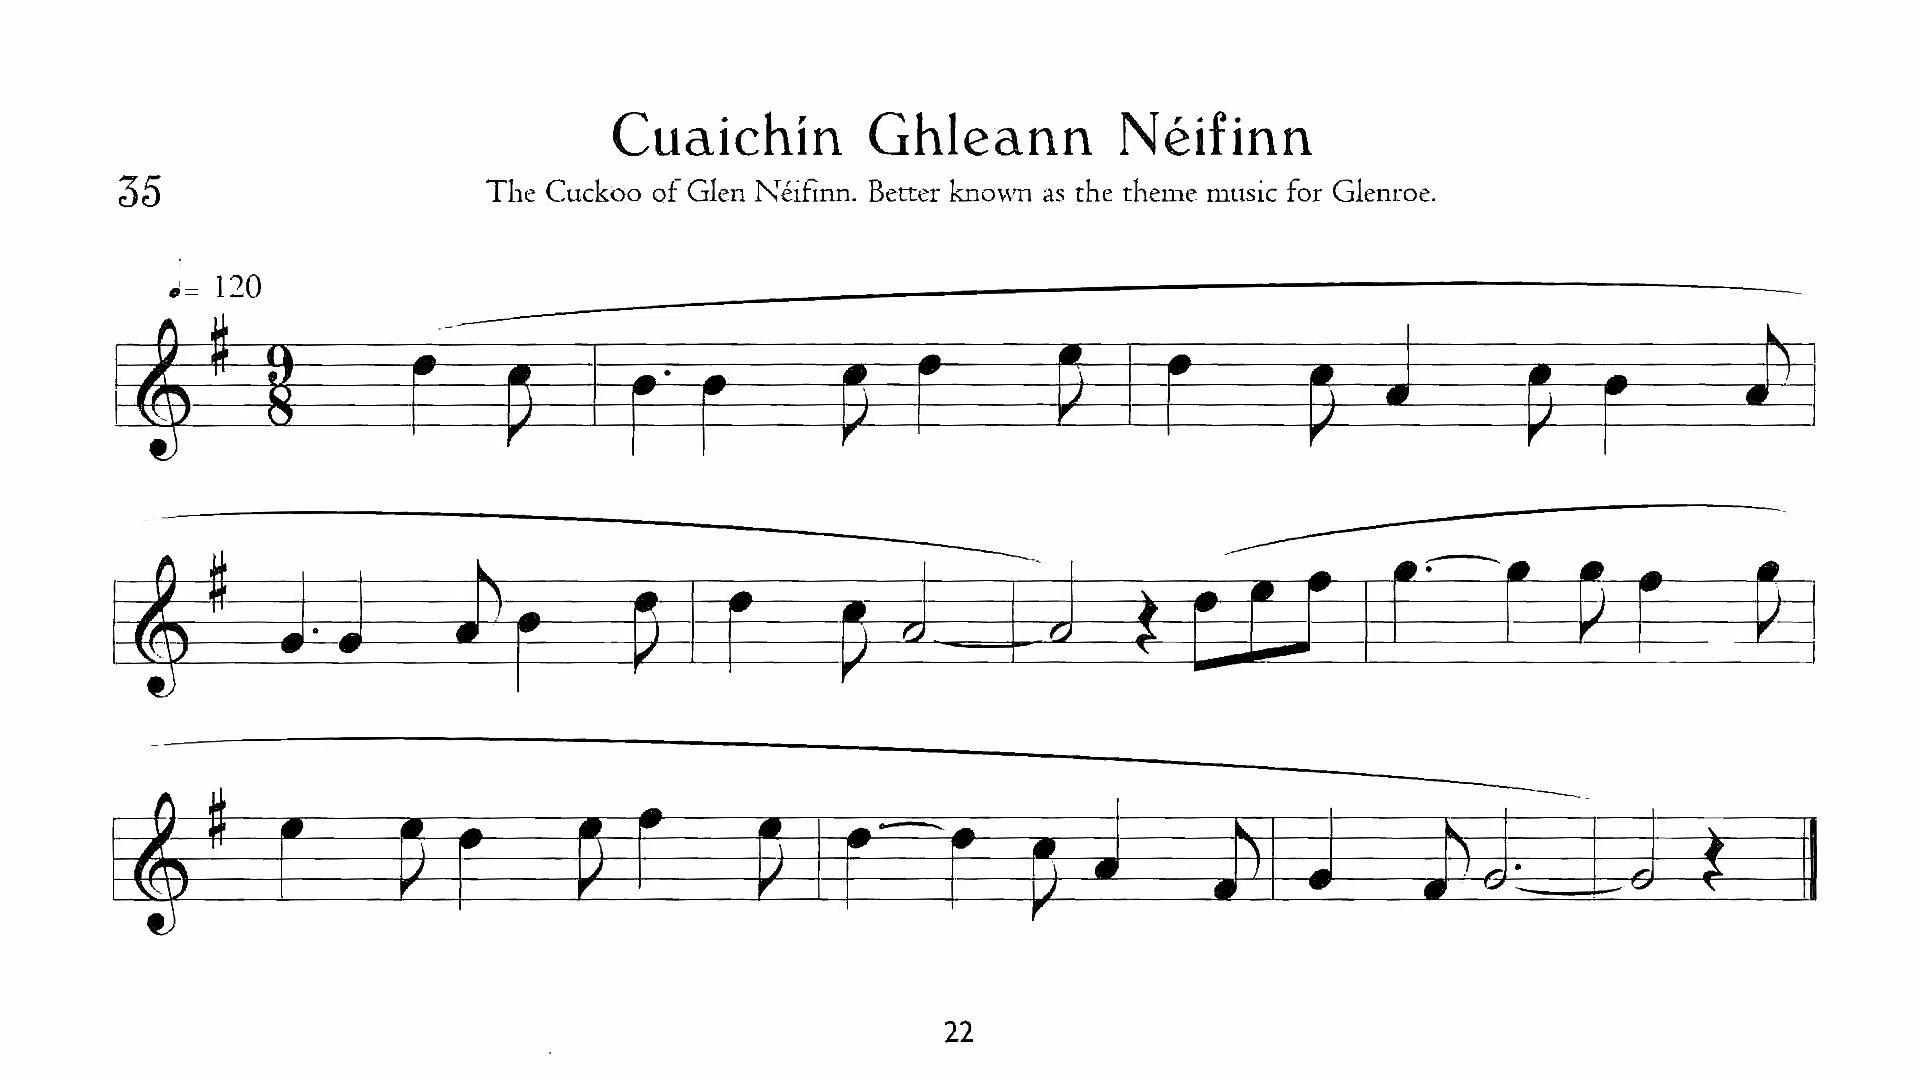 Cuaichín Ghleann Néifinn
35
The Cuckoo of Glen Néifinn. Better known as the theme music for Glenroe.
♩= 120
9
8
22